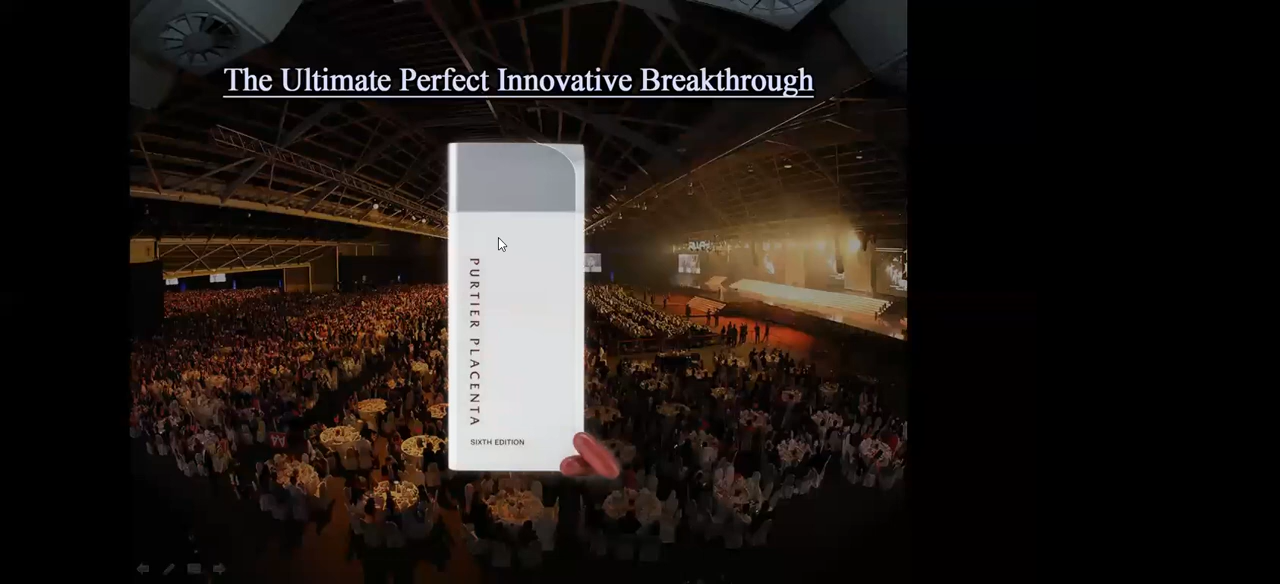 The Ultimate Perfect Innovative Breakthrough
PURTIER PLACENTA
SIXTH EDITION